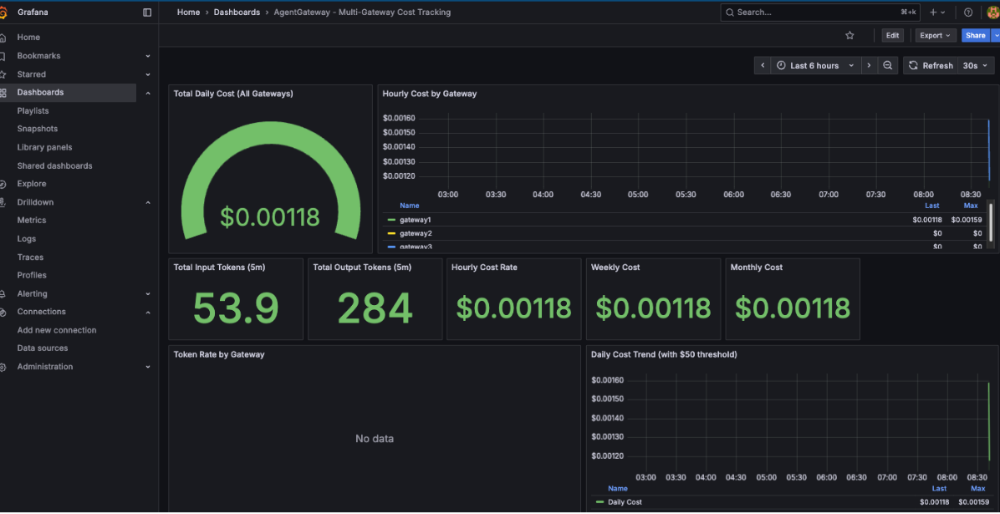 Grafana
Home › Dashboards › AgentGateway - Multi-Gateway Cost Tracking
Search...
⌘+k
Home
Bookmarks
Starred
Dashboards
Playlists
Snapshots
Library panels
Shared dashboards
Explore
Drilldown
Metrics
Logs
Traces
Profiles
Alerting
Connections
Add new connection
Data sources
Administration
Edit
Export
Share
Last 6 hours
Refresh
30s
Total Daily Cost (All Gateways)
$0.00118
Hourly Cost by Gateway
$0.00160
$0.00150
$0.00140
$0.00130
$0.00120
03:00 03:30 04:00 04:30 05:00 05:30 06:00 06:30 07:00 07:30 08:00 08:30
Name Last Max
gateway1 $0.00118 $0.00159
gateway2 $0 $0
gateway3 $0 $0
Total Input Tokens (5m)
53.9
Total Output Tokens (5m)
284
Hourly Cost Rate
$0.00118
Weekly Cost
$0.00118
Monthly Cost
$0.00118
Token Rate by Gateway
No data
Daily Cost Trend (with $50 threshold)
$0.00160
$0.00150
$0.00140
$0.00130
$0.00120
03:00 03:30 04:00 04:30 05:00 05:30 06:00 06:30 07:00 07:30 08:00 08:30
Name Last Max
Daily Cost $0.00118 $0.00159